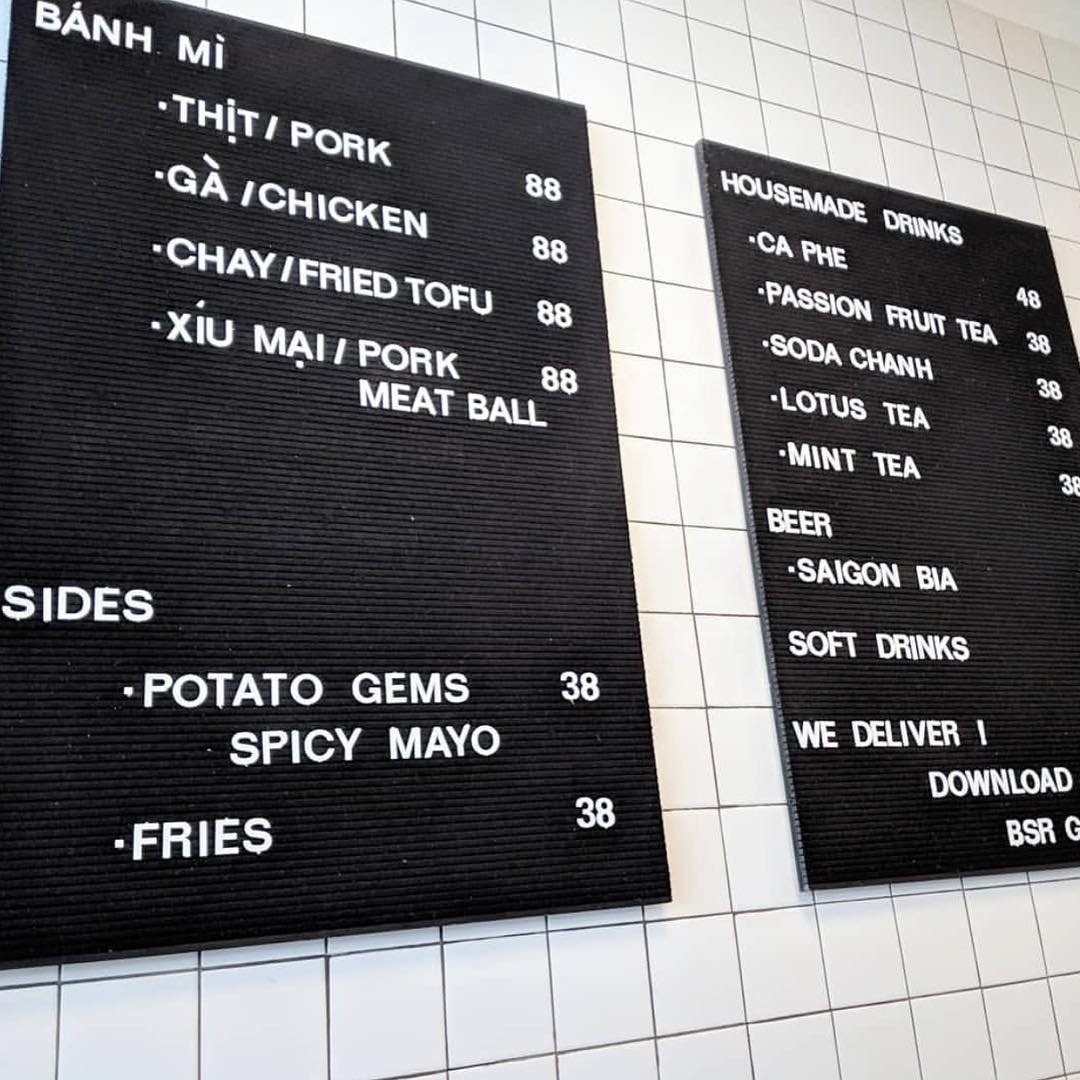 BÁNH MÌ
·THỊT / PORK 88
·GÀ / CHICKEN 88
·CHAY / FRIED TOFU 88
·XÍU MẠI / PORK 88
MEAT BALL
SIDES
·POTATO GEMS 38
SPICY MAYO
·FRIES 38
HOUSEMADE DRINKS
·CA PHE 48
·PASSION FRUIT TEA 38
·SODA CHANH 38
·LOTUS TEA 38
·MINT TEA 38
BEER
·SAIGON BIA
SOFT DRINKS
WE DELIVER
DOWNLOAD
BSR